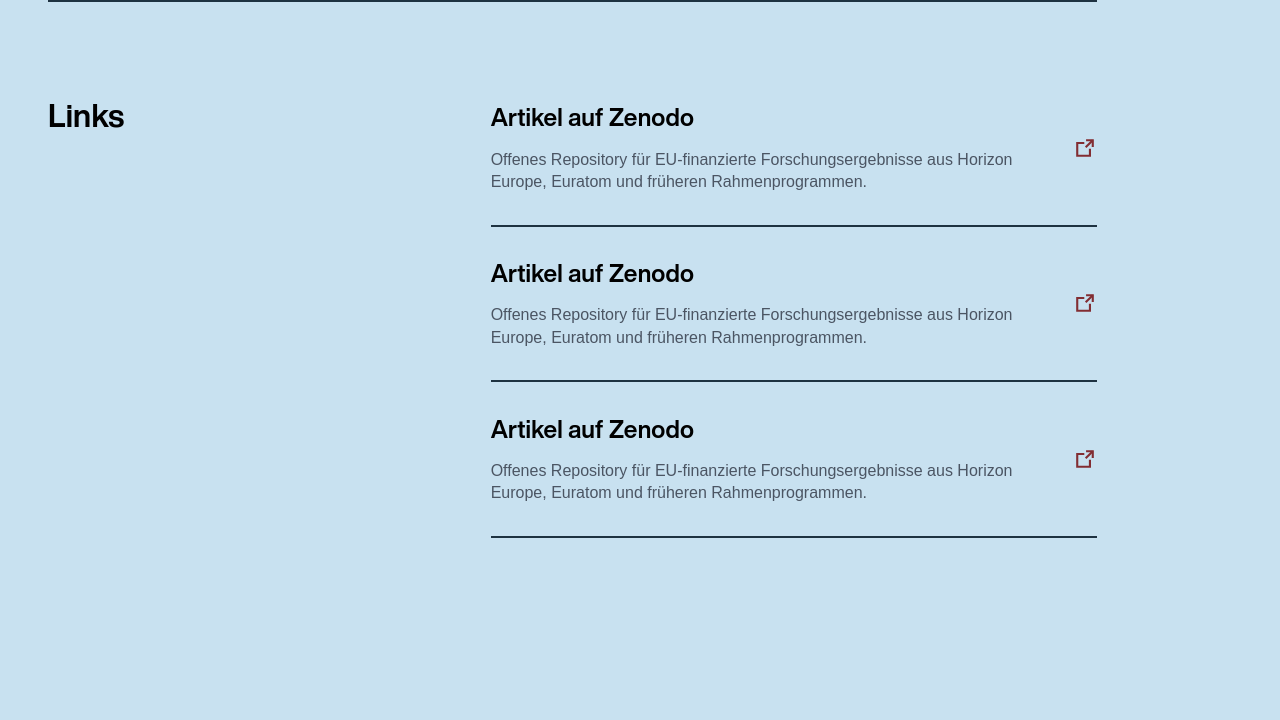 Links
Artikel auf Zenodo
Offenes Repository für EU-finanzierte Forschungsergebnisse aus Horizon
Europe, Euratom und früheren Rahmenprogrammen.
Artikel auf Zenodo
Offenes Repository für EU-finanzierte Forschungsergebnisse aus Horizon
Europe, Euratom und früheren Rahmenprogrammen.
Artikel auf Zenodo
Offenes Repository für EU-finanzierte Forschungsergebnisse aus Horizon
Europe, Euratom und früheren Rahmenprogrammen.